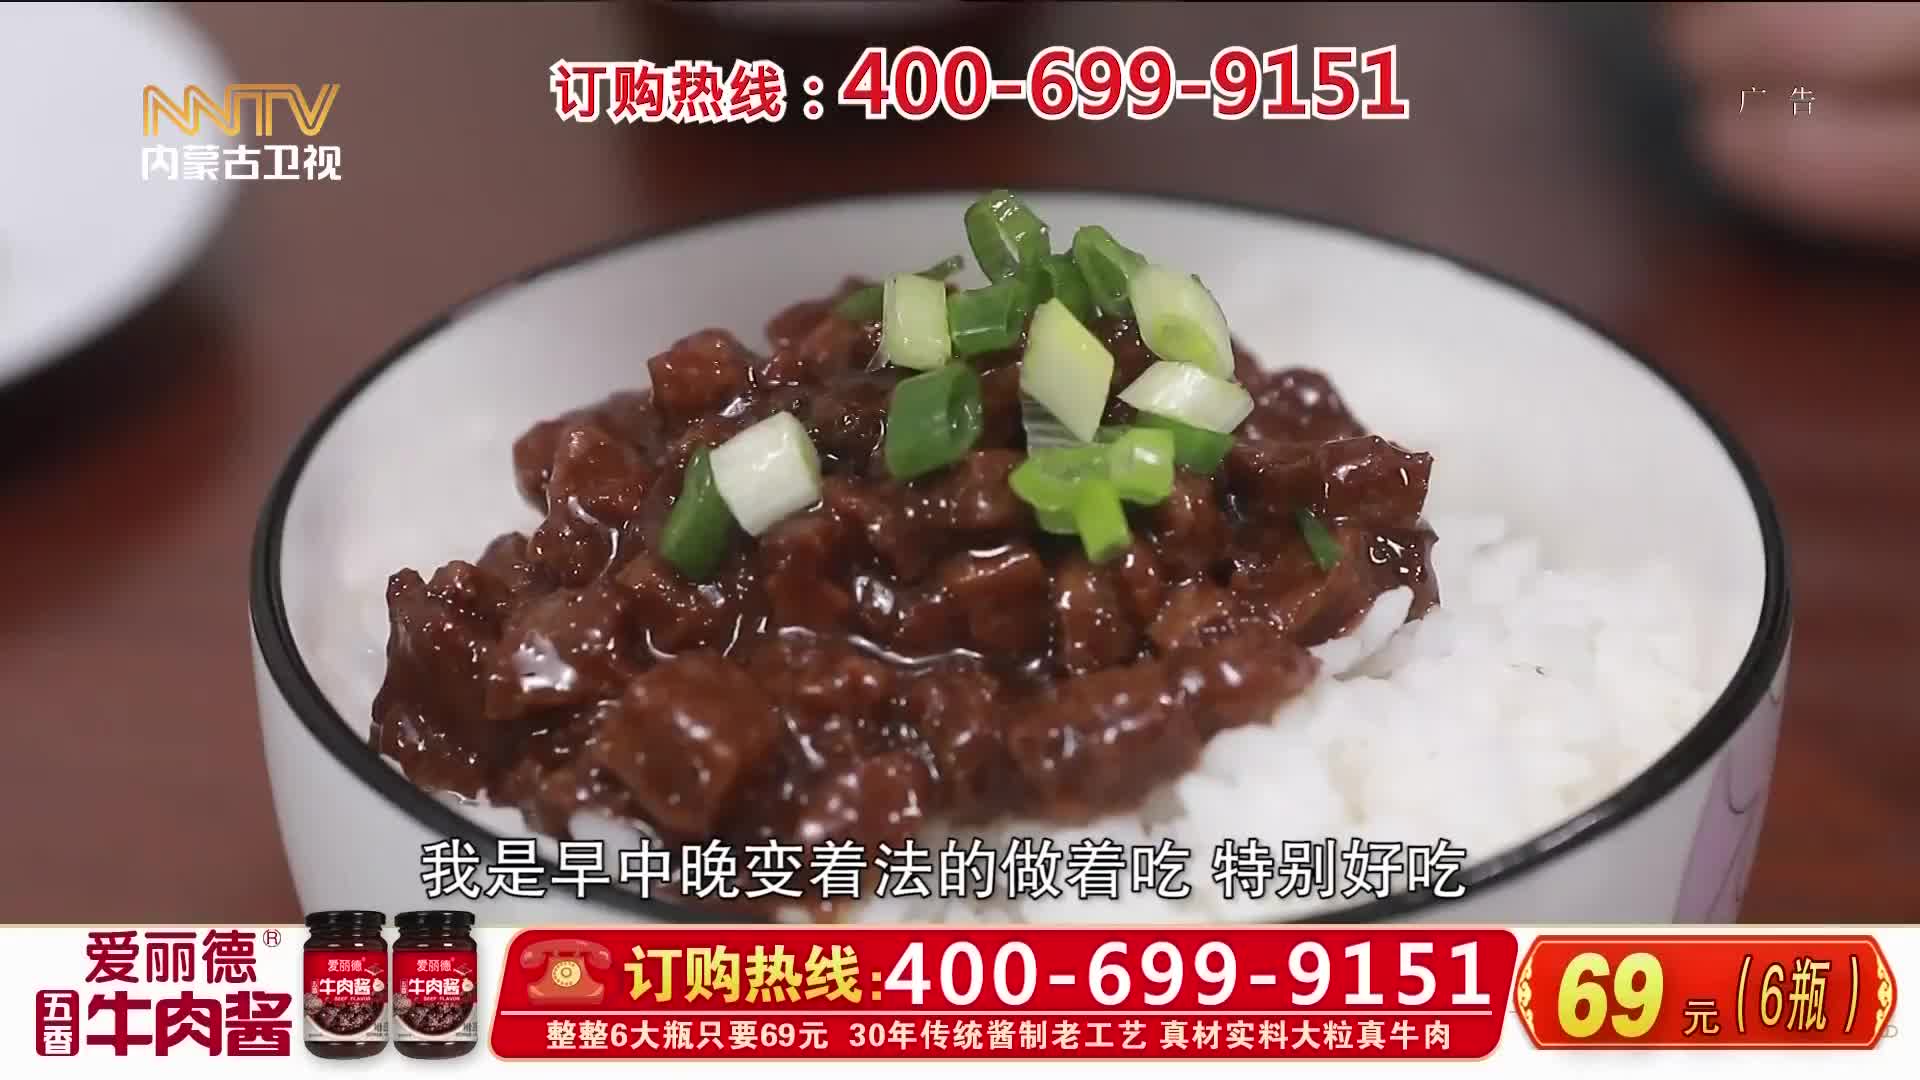 订购热线：400-699-9151
NMTV
内蒙古卫视
广告
我是早中晚变着法的做着吃 特别好吃
爱丽德®
五香
牛肉酱
爱丽德
牛肉酱
BEEF FLAVOR
爱丽德
牛肉酱
BEEF FLAVOR
订购热线:400-699-9151
整整6大瓶只要69元 30年传统酱制老工艺 真材实料大粒真牛肉
69元（6瓶）